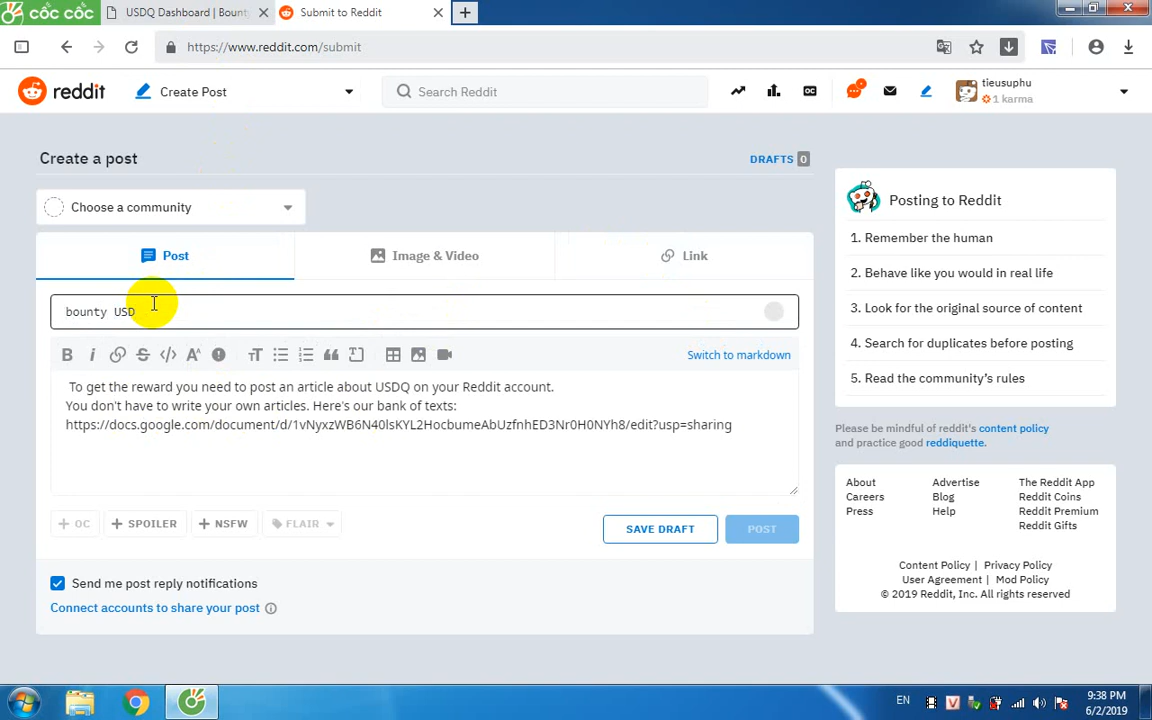 cốc cốc
USDQ Dashboard | Bount
Submit to Reddit
https://www.reddit.com/submit
reddit
Create Post
Search Reddit
tieusuphu
1 karma
Create a post
DRAFTS 0
Choose a community
Post
Image & Video
Link
bounty USD
Switch to markdown
To get the reward you need to post an article about USDQ on your Reddit account.
You don't have to write your own articles. Here's our bank of texts:
https://docs.google.com/document/d/1vNyxzWB6N40lsKYL2HocbumeAbUzfnhED3Nr0H0NYh8/edit?usp=sharing
+ OC
+ SPOILER
+ NSFW
FLAIR
SAVE DRAFT
POST
Send me post reply notifications
Connect accounts to share your post
Posting to Reddit
1. Remember the human
2. Behave like you would in real life
3. Look for the original source of content
4. Search for duplicates before posting
5. Read the community's rules
Please be mindful of reddit's content policy
and practice good reddiquette.
About
Careers
Press
Advertise
Blog
Help
The Reddit App
Reddit Coins
Reddit Premium
Reddit Gifts
Content Policy | Privacy Policy
User Agreement | Mod Policy
© 2019 Reddit, Inc. All rights reserved
EN
9:38 PM
6/2/2019